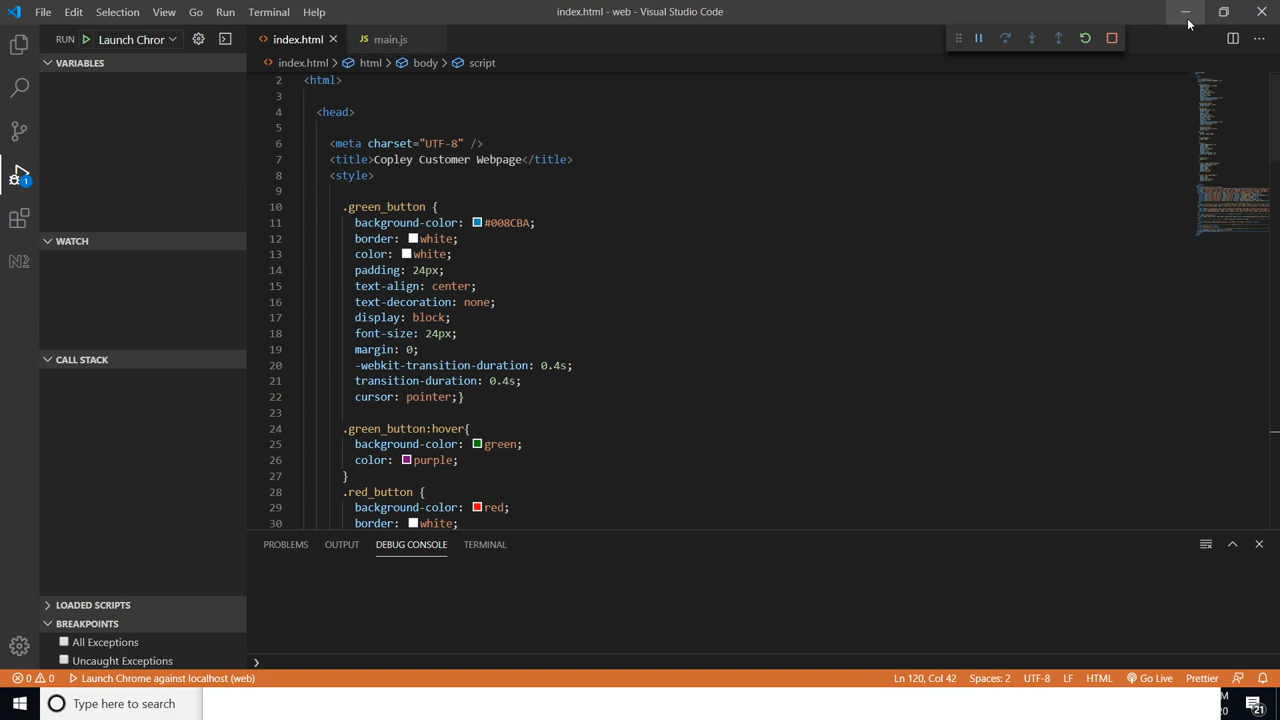 File Edit Selection View Go Run Terminal Help
index.html - web - Visual Studio Code
RUN Launch Chror
index.html main.js
index.html html body script
VARIABLES
WATCH
CALL STACK
LOADED SCRIPTS
BREAKPOINTS
All Exceptions
Uncaught Exceptions
2 <html>
3
4 <head>
5
6 <meta charset="UTF-8" />
7 <title>Copley Customer Webpage</title>
8 <style>
9
10 .green_button {
11 background-color: #008CBA;
12 border: white;
13 color: white;
14 padding: 24px;
15 text-align: center;
16 text-decoration: none;
17 display: block;
18 font-size: 24px;
19 margin: 0;
20 -webkit-transition-duration: 0.4s;
21 transition-duration: 0.4s;
22 cursor: pointer;}
23
24 .green_button:hover{
25 background-color: green;
26 color: purple;
27 }
28 .red_button {
29 background-color: red;
30 border: white;
PROBLEMS OUTPUT DEBUG CONSOLE TERMINAL
0 0 Launch Chrome against localhost (web)
Ln 120, Col 42 Spaces: 2 UTF-8 LF HTML Go Live Prettier
Type here to search
M
20
21
1